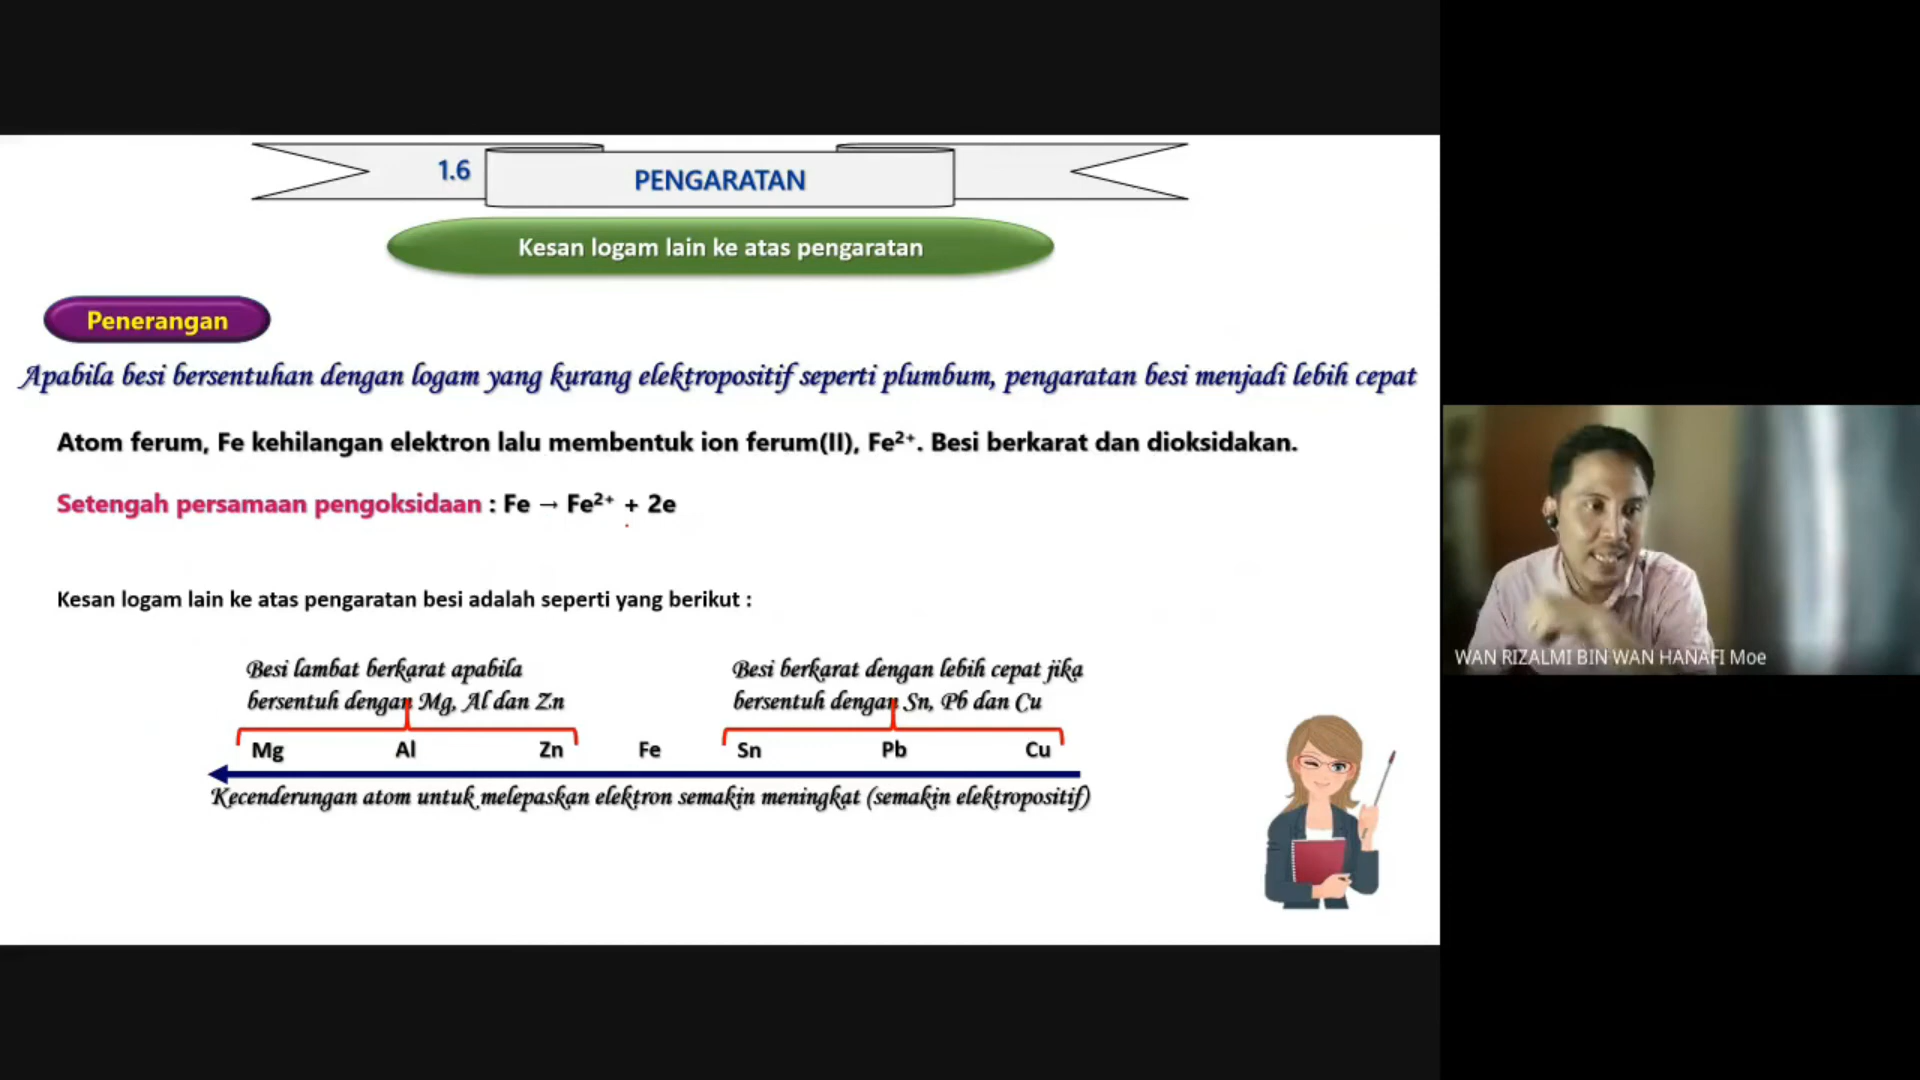 1.6
PENGARATAN
Kesan logam lain ke atas pengaratan
Penerangan
Apabila besi bersentuhan dengan logam yang kurang elektropositif seperti plumbum, pengaratan besi menjadi lebih cepat
Atom ferum, Fe kehilangan elektron lalu membentuk ion ferum(II), Fe²⁺. Besi berkarat dan dioksidakan.
Setengah persamaan pengoksidaan : Fe → Fe²⁺ + 2e
Kesan logam lain ke atas pengaratan besi adalah seperti yang berikut :
Besi lambat berkarat apabila
bersentuh dengan Mg, Al dan Zn
Besi berkarat dengan lebih cepat jika
bersentuh dengan Sn, Pb dan Cu
Mg Al Zn Fe Sn Pb Cu
Kecenderungan atom untuk melepaskan elektron semakin meningkat (semakin elektropositif)
WAN RIZALMI BIN WAN HANAFI Moe